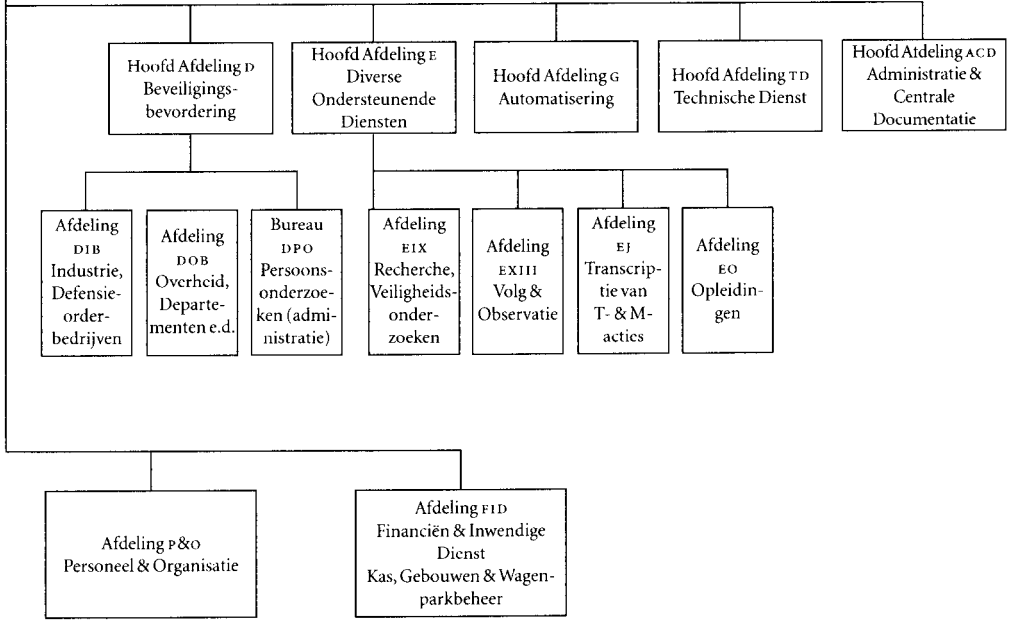 Hoofd Afdeling D
Beveiligings-
bevordering
Hoofd Afdeling E
Diverse
Ondersteunende
Diensten
Hoofd Afdeling G
Automatisering
Hoofd Afdeling TD
Technische Dienst
Hoofd Afdeling ACD
Administratie &
Centrale
Documentatie
Afdeling
DIB
Industrie,
Defensie-
order-
bedrijven
Afdeling
DOB
Overheid,
Departe-
menten e.d.
Bureau
DPO
Persoons-
onderzoe-
ken (admi-
nistratie)
Afdeling
EIX
Recherche,
Veiligheids-
onder-
zoeken
Afdeling
EXIII
Volg &
Observatie
Afdeling
EJ
Transcrip-
tie van
T- & M-
acties
Afdeling
EO
Opleidin-
gen
Afdeling P&O
Personeel & Organisatie
Afdeling FID
Financiën & Inwendige
Dienst
Kas, Gebouwen & Wagen-
parkbeheer